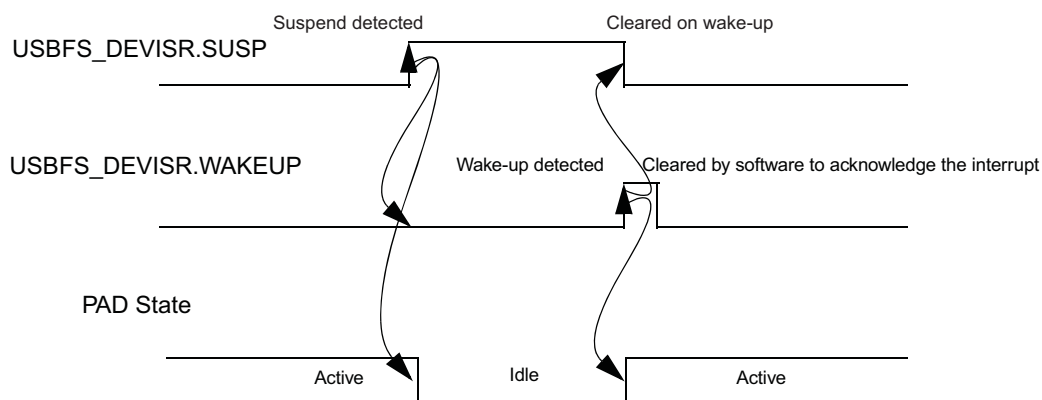 Suspend detected
Cleared on wake-up
USBFS_DEVISR.SUSP
USBFS_DEVISR.WAKEUP
Wake-up detected
Cleared by software to acknowledge the interrupt
PAD State
Active
Idle
Active